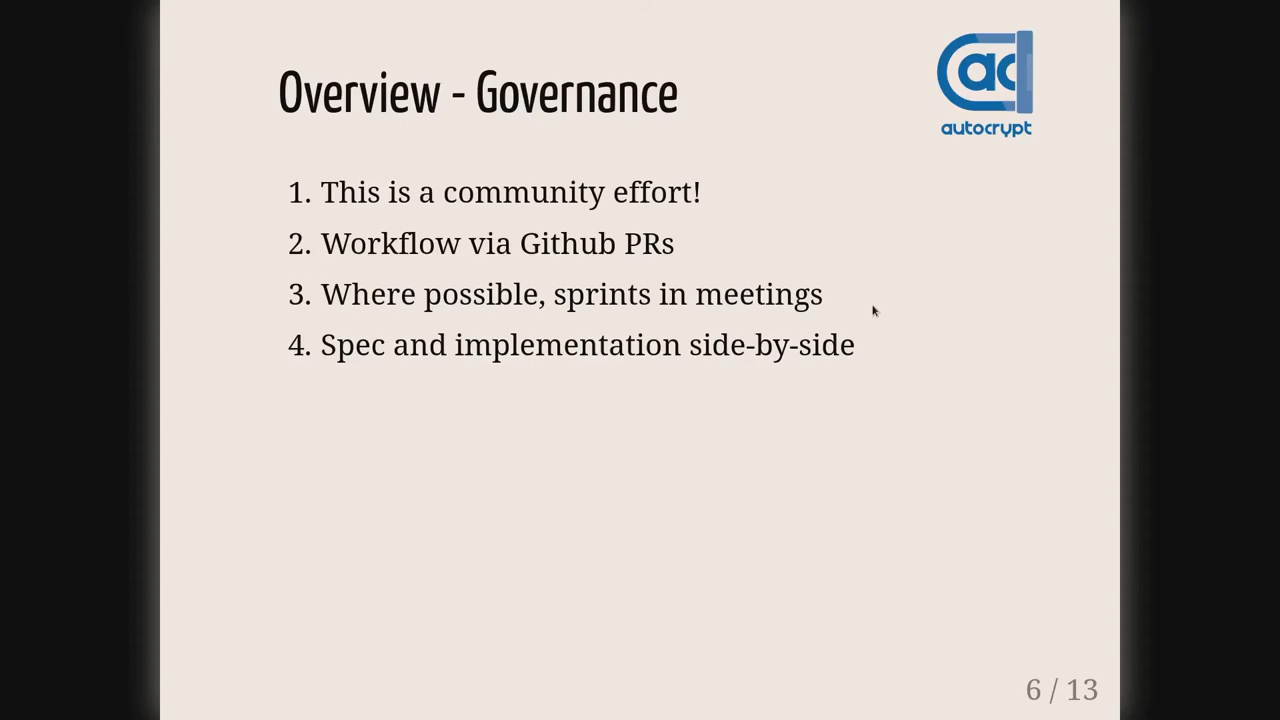 Overview - Governance
autocrypt
1. This is a community effort!
2. Workflow via Github PRs
3. Where possible, sprints in meetings
4. Spec and implementation side-by-side
6 / 13